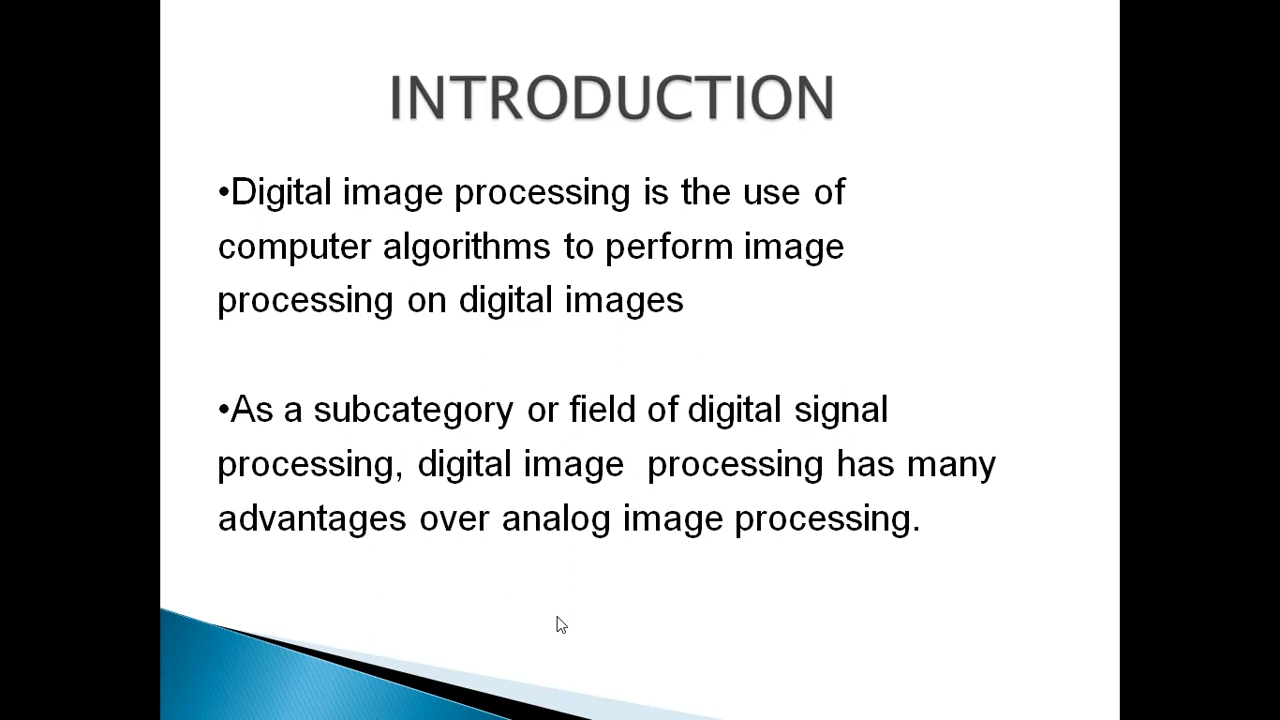 INTRODUCTION
•Digital image processing is the use of
computer algorithms to perform image
processing on digital images
•As a subcategory or field of digital signal
processing, digital image  processing has many
advantages over analog image processing.